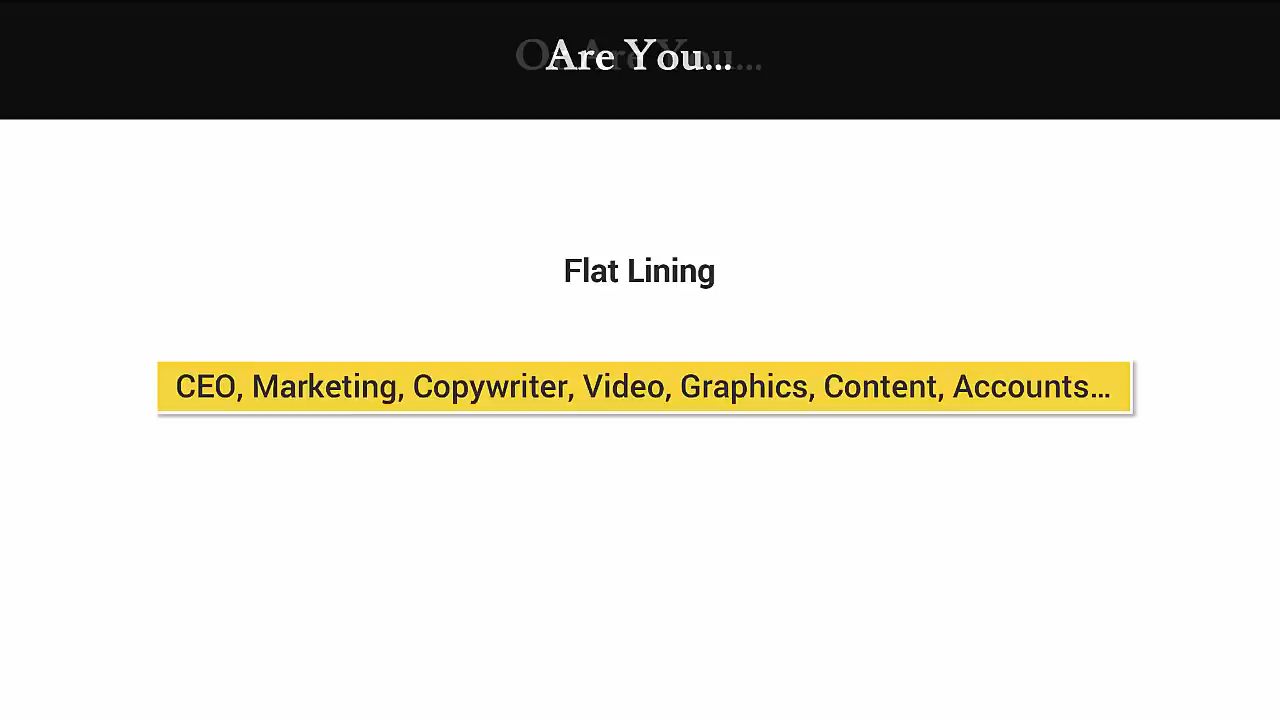 Are You...
Flat Lining
CEO, Marketing, Copywriter, Video, Graphics, Content, Accounts...